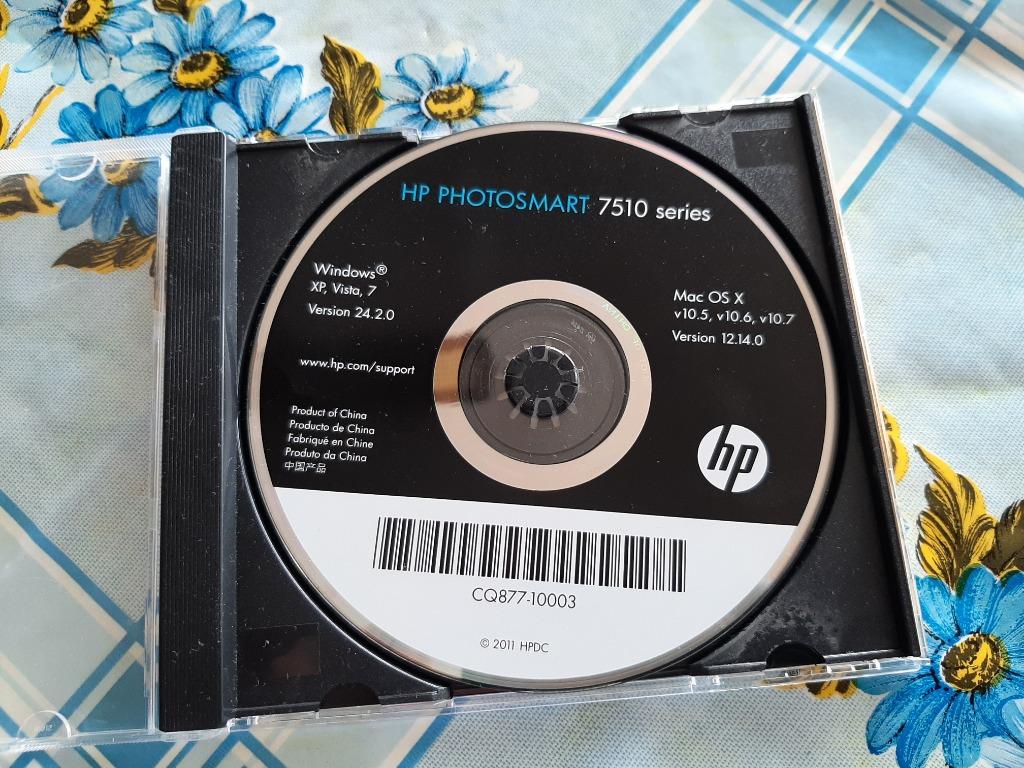 HP PHOTOSMART 7510 series
Windows®
XP, Vista, 7
Version 24.2.0
Mac OS X
v10.5, v10.6, v10.7
Version 12.14.0
www.hp.com/support
Product of China
Producto de China
Fabriqué en Chine
Produto da China
中国产品
hp
CQ877-10003
© 2011 HPDC